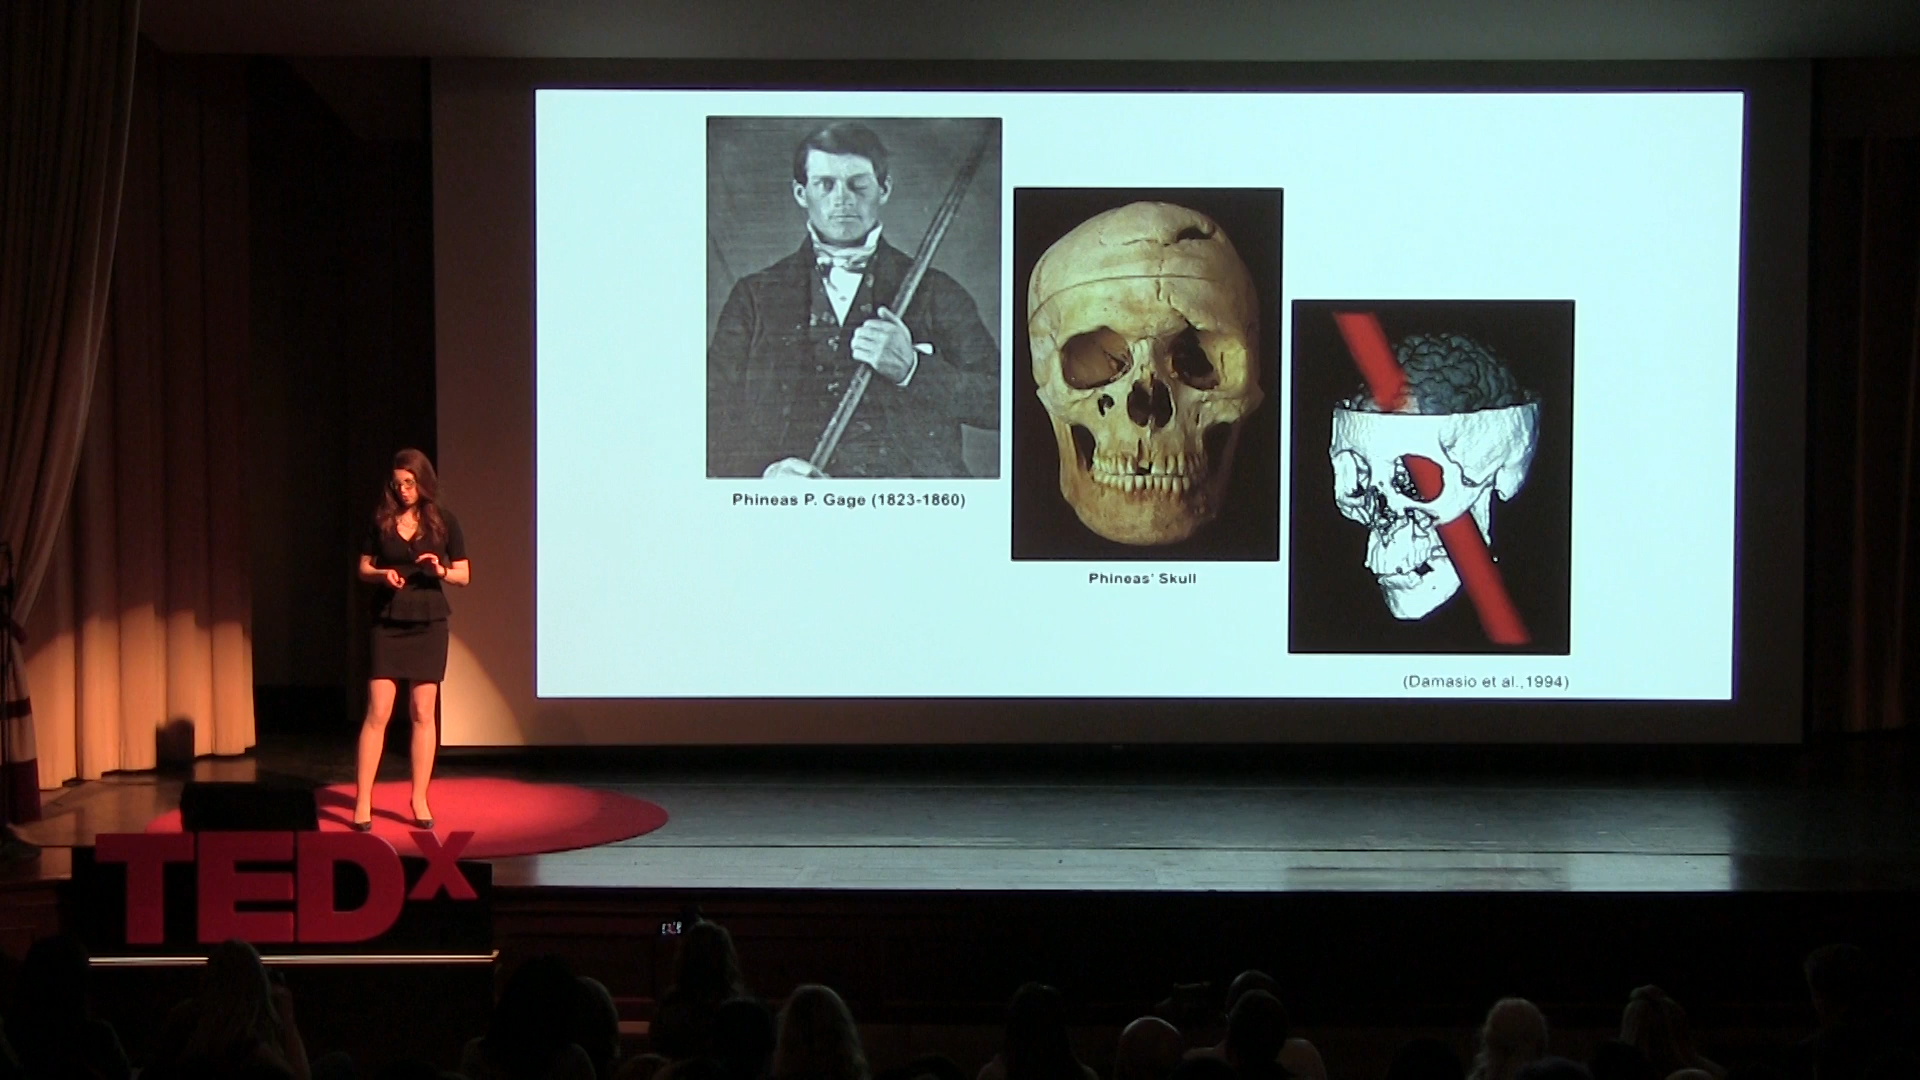 Phineas P. Gage (1823-1860)
Phineas' Skull
(Damasio et al.,1994)
TEDx